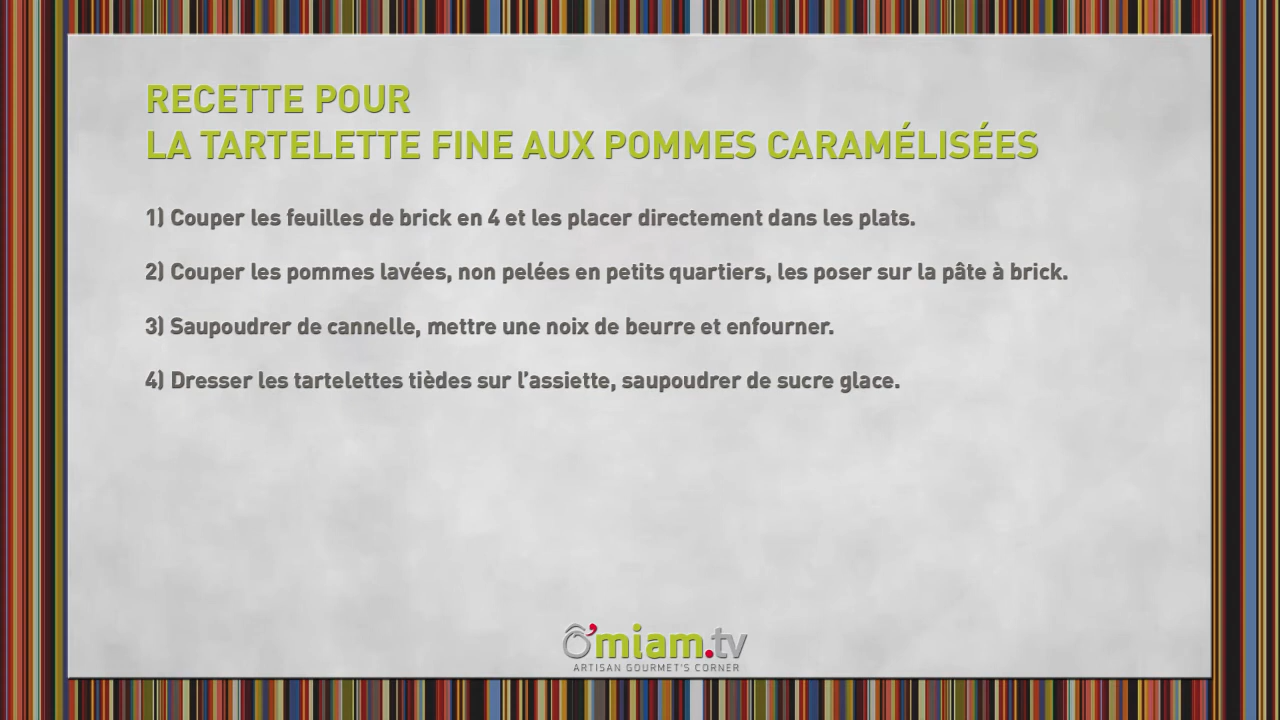 RECETTE POUR
LA TARTELETTE FINE AUX POMMES CARAMÉLISÉES
1) Couper les feuilles de brick en 4 et les placer directement dans les plats.
2) Couper les pommes lavées, non pelées en petits quartiers, les poser sur la pâte à brick.
3) Saupoudrer de cannelle, mettre une noix de beurre et enfourner.
4) Dresser les tartelettes tièdes sur l’assiette, saupoudrer de sucre glace.
Ô’miam.tv
ARTISAN GOURMET'S CORNER